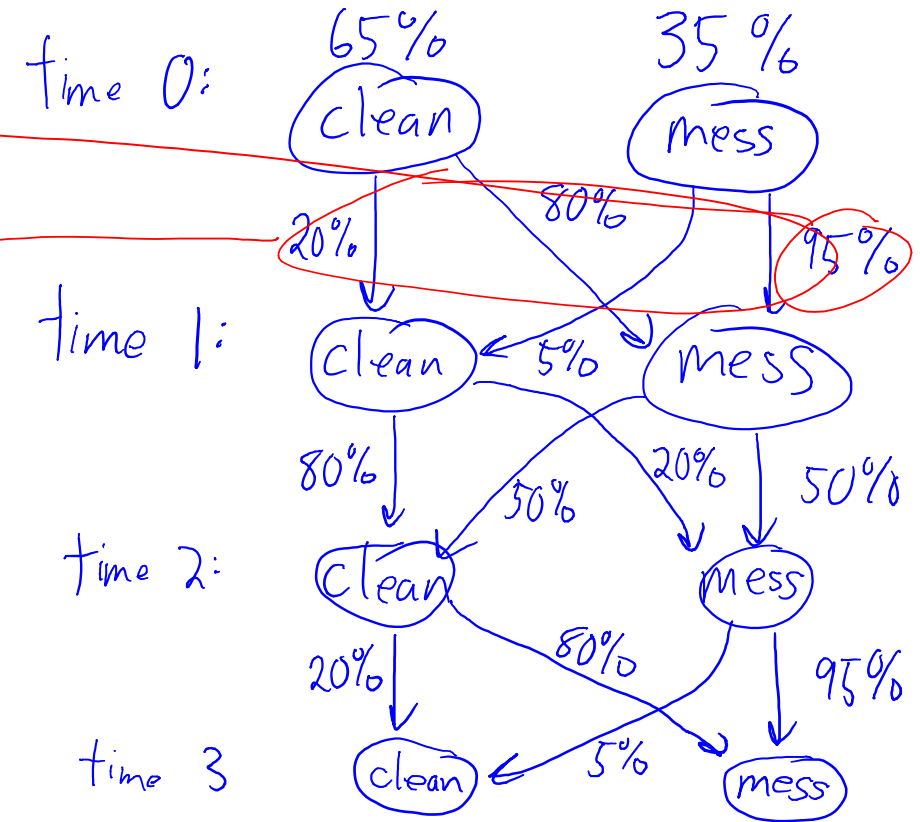 65% 35%
time 0: clean mess
20% 80% 95%
time 1: clean mess
5%
80% 50% 20% 50%
time 2: clean mess
20% 80% 95%
5%
time 3 clean mess